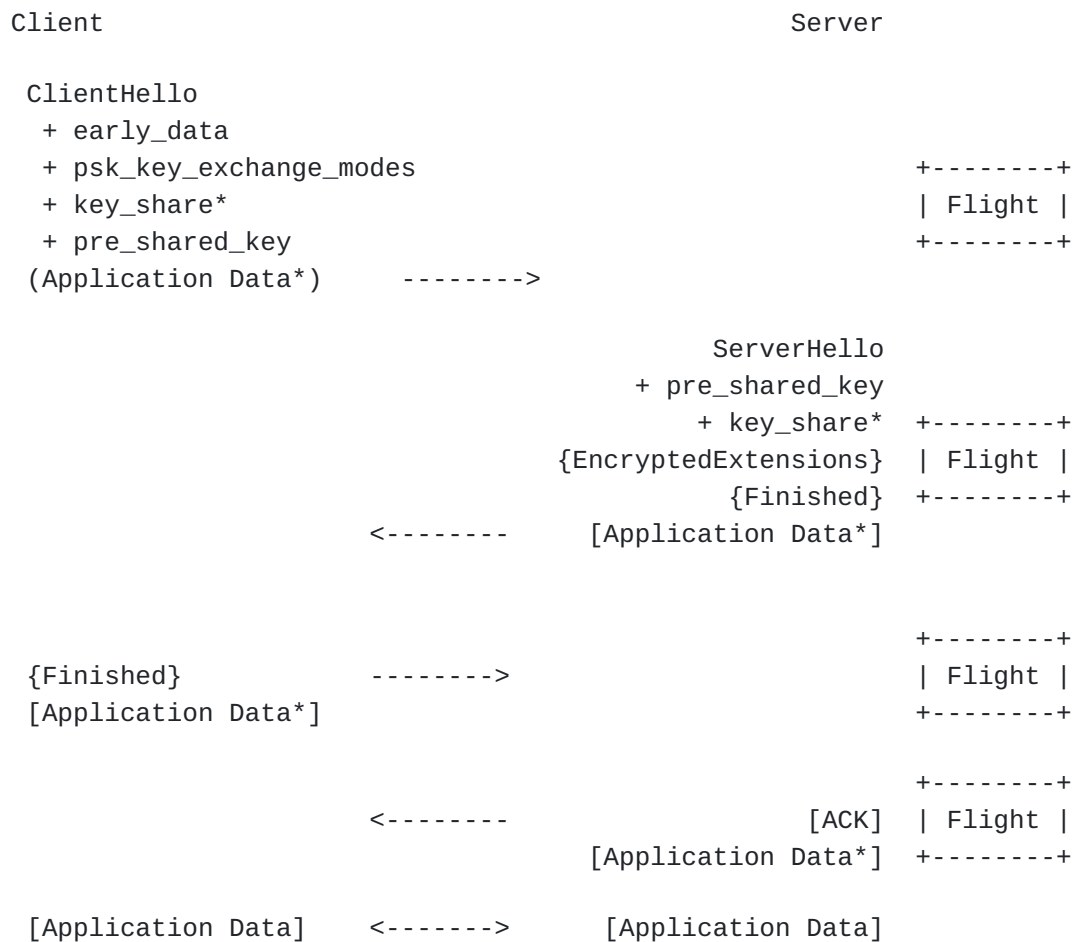 Client                                            Server

 ClientHello
  + early_data
  + psk_key_exchange_modes                                +--------+
  + key_share*                                            | Flight |
  + pre_shared_key                                        +--------+
 (Application Data*)     -------->

                                             ServerHello
                                        + pre_shared_key
                                            + key_share*  +--------+
                                   {EncryptedExtensions}  | Flight |
                                              {Finished}  +--------+
                       <--------     [Application Data*]

                                                          +--------+
 {Finished}            -------->                          | Flight |
 [Application Data*]                                      +--------+

                                                          +--------+
                       <--------                   [ACK]  | Flight |
                                     [Application Data*]  +--------+

 [Application Data]    <------->      [Application Data]